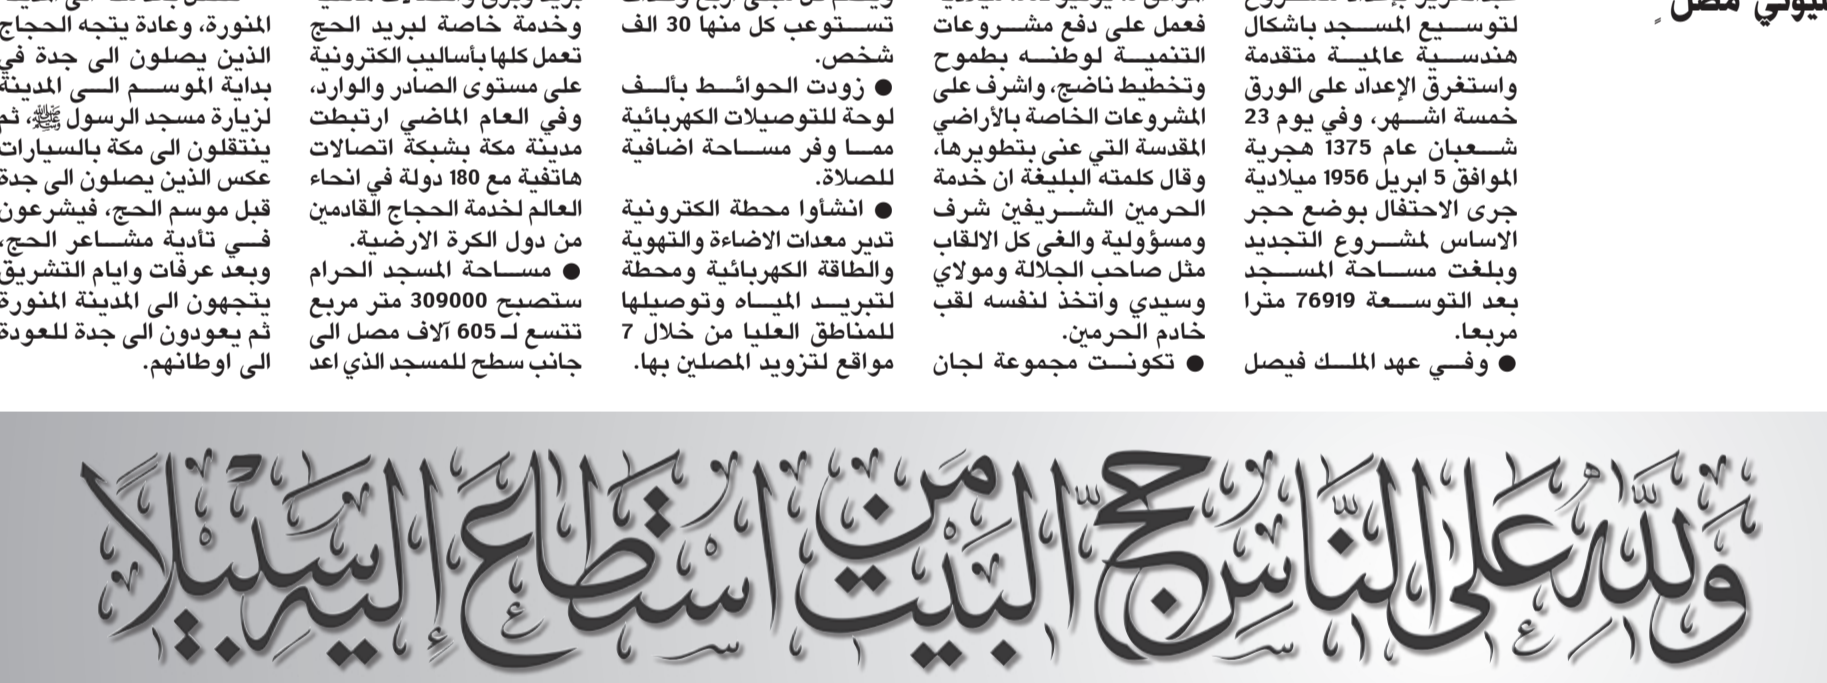 مصل
لتوسيع المسجد باشكال
هندسية عالمية متقدمة
واستغرق الإعداد على الورق
خمسة اشهر، وفي يوم 23
شعبان عام 1375 هجرية
الموافق 5 ابريل 1956 ميلادية
جرى الاحتفال بوضع حجر
الاساس لمشروع التجديد
وبلغت مساحة المسجد
بعد التوسعة 76919 مترا
مربعا.
● وفي عهد الملك فيصل
فعمل على دفع مشروعات
التنمية لوطنه بطموح
وتخطيط ناضج، واشرف على
المشروعات الخاصة بالأراضي
المقدسة التي عنى بتطويرها،
وقال كلمته البليغة ان خدمة
الحرمين الشريفين شرف
ومسؤولية والغى كل الالقاب
مثل صاحب الجلالة ومولاي
وسيدي واتخذ لنفسه لقب
خادم الحرمين.
● تكونت مجموعة لجان
تستوعب كل منها 30 الف
شخص.
● زودت الحوائط بألف
لوحة للتوصيلات الكهربائية
مما وفر مساحة اضافية
للصلاة.
● انشأوا محطة الكترونية
تدير معدات الاضاءة والتهوية
والطاقة الكهربائية ومحطة
لتبريد المياه وتوصيلها
للمناطق العليا من خلال 7
مواقع لتزويد المصلين بها.
وخدمة خاصة لبريد الحج
تعمل كلها بأساليب الكترونية
على مستوى الصادر والوارد،
وفي العام الماضي ارتبطت
مدينة مكة بشبكة اتصالات
هاتفية مع 180 دولة في انحاء
العالم لخدمة الحجاج القادمين
من دول الكرة الارضية.
● مساحة المسجد الحرام
ستصبح 309000 متر مربع
تتسع لـ 605 آلاف مصل الى
جانب سطح للمسجد الذي اعد
المنورة، وعادة يتجه الحجاج
الذين يصلون الى جدة في
بداية الموسم الى المدينة
لزيارة مسجد الرسول ﷺ، ثم
ينتقلون الى مكة بالسيارات
عكس الذين يصلون الى جدة
قبل موسم الحج، فيشرعون
في تأدية مشاعر الحج،
وبعد عرفات وايام التشريق
يتجهون الى المدينة المنورة
ثم يعودون الى جدة للعودة
الى اوطانهم.
وَلِلَّهِ عَلَى النَّاسِ حِجُّ الْبَيْتِ مَنِ اسْتَطَاعَ إِلَيْهِ سَبِيلًا